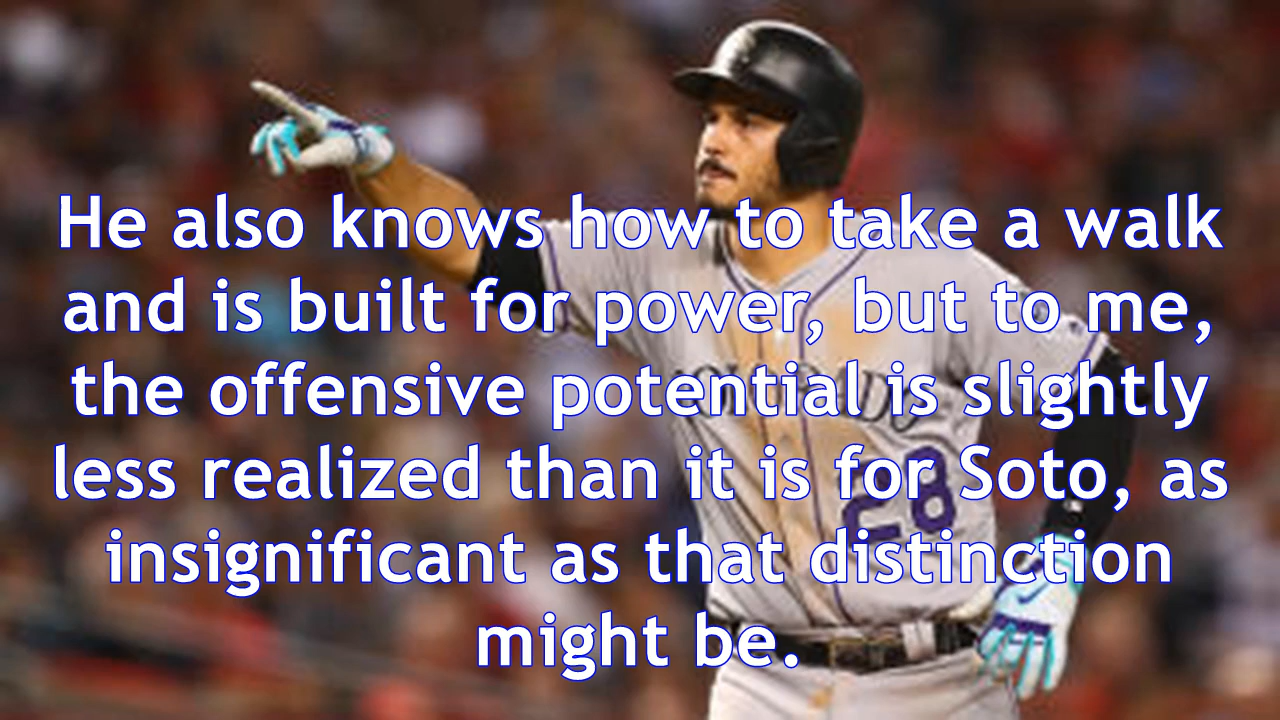 He also knows how to take a walk
and is built for power, but to me,
the offensive potential is slightly
less realized than it is for Soto, as
insignificant as that distinction
might be.
28